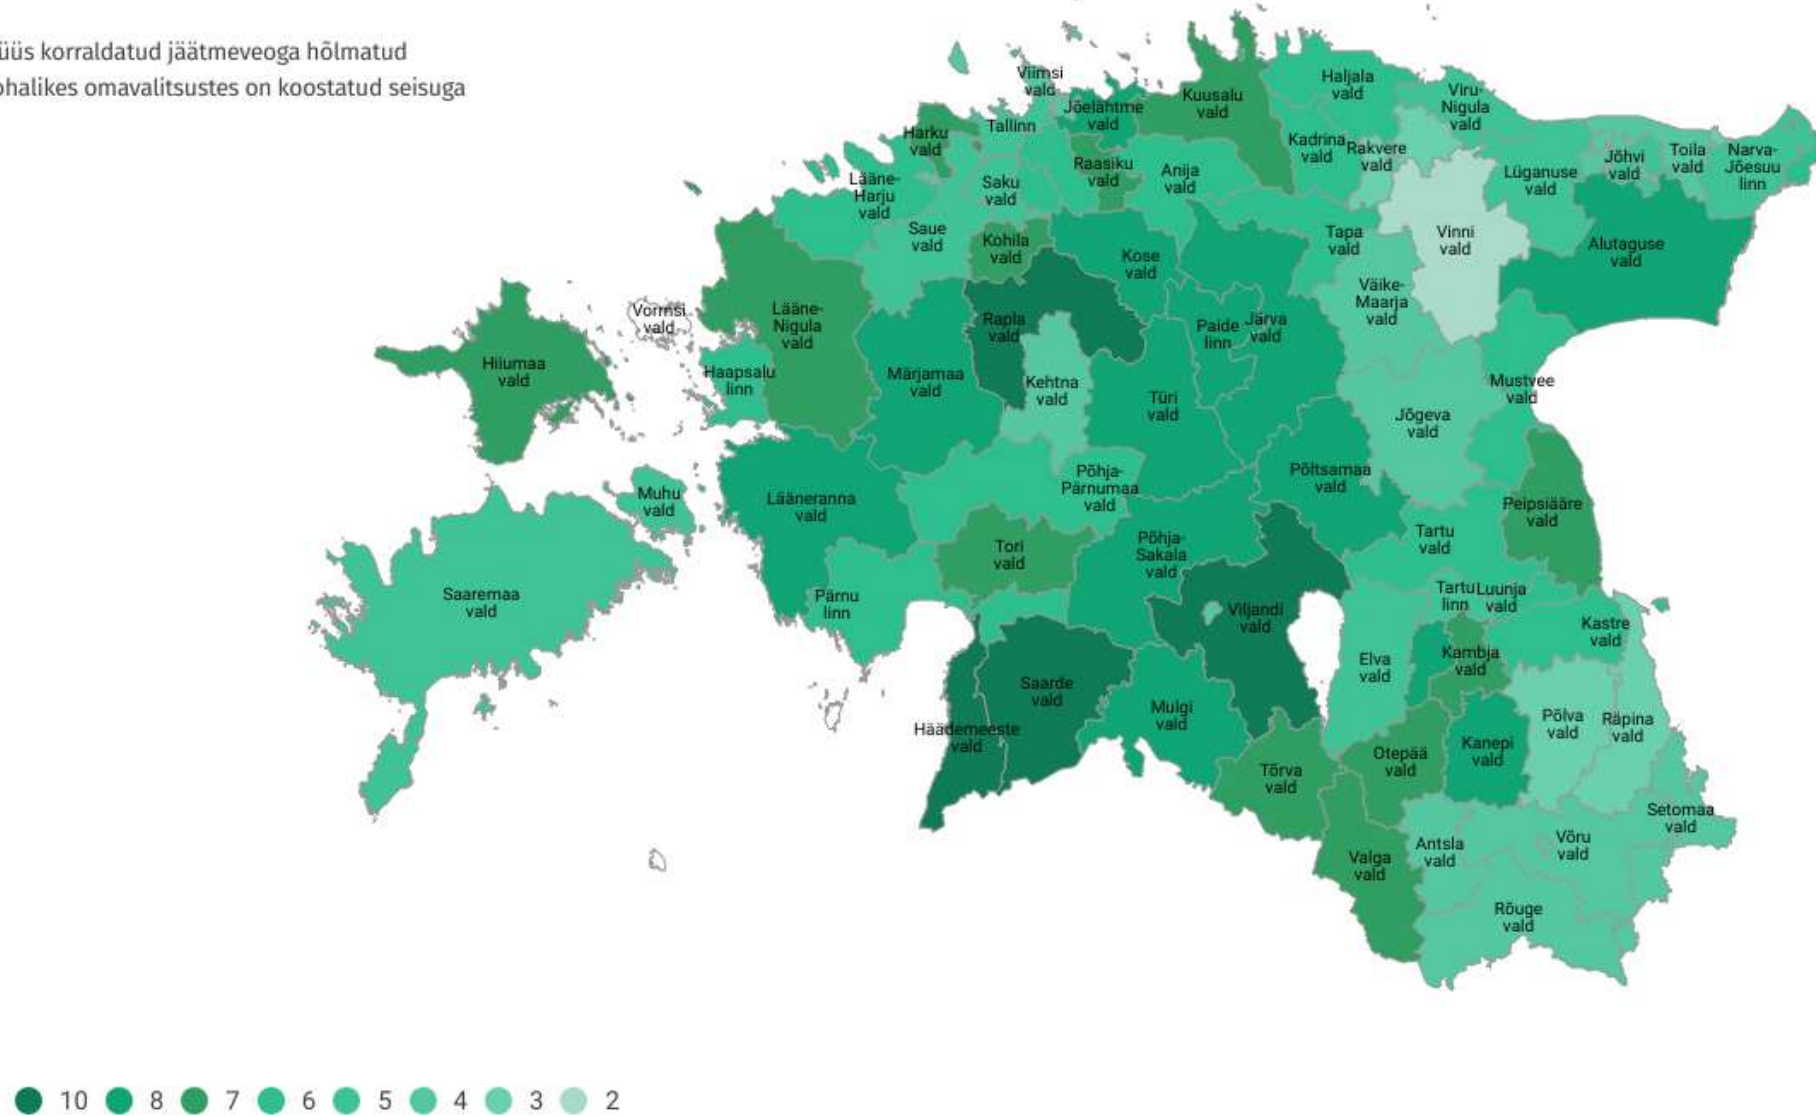 üüs korraldatud jäätmeveoga hõlmatud
ohalikes omavalitsustes on koostatud seisuga
Viimsi
vald
Jõelähtme
vald
Kuusalu
vald
Haljala
vald
Viru-
Nigula
vald
Harku
vald
Tallinn
Raasiku
vald
Anija
vald
Kadrina
vald
Rakvere
vald
Lüganuse
vald
Jõhvi
vald
Toila
vald
Narva-
Jõesuu
linn
Lääne-
Harju
vald
Saku
vald
Saue
vald
Kohila
vald
Kose
vald
Tapa
vald
Vinni
vald
Alutaguse
vald
Väike-
Maarja
vald
Vormsi
vald
Lääne-
Nigula
vald
Rapla
vald
Paide
linn
Järva
vald
Hiiumaa
vald
Haapsalu
linn
Märjamaa
vald
Kehtna
vald
Türi
vald
Mustvee
vald
Jõgeva
vald
Muhu
vald
Lääneranna
vald
Põhja-
Pärnumaa
vald
Põltsamaa
vald
Peipsiääre
vald
Tori
vald
Põhja-
Sakala
vald
Tartu
vald
Saaremaa
vald
Pärnu
linn
Viljandi
vald
Tartu
linn
Luunja
vald
Kastre
vald
Elva
vald
Kambja
vald
Saarde
vald
Häädemeeste
vald
Mulgi
vald
Põlva
vald
Räpina
vald
Tõrva
vald
Otepää
vald
Kanepi
vald
Setomaa
vald
Valga
vald
Antsla
vald
Võru
vald
Rõuge
vald
10 8 7 6 5 4 3 2